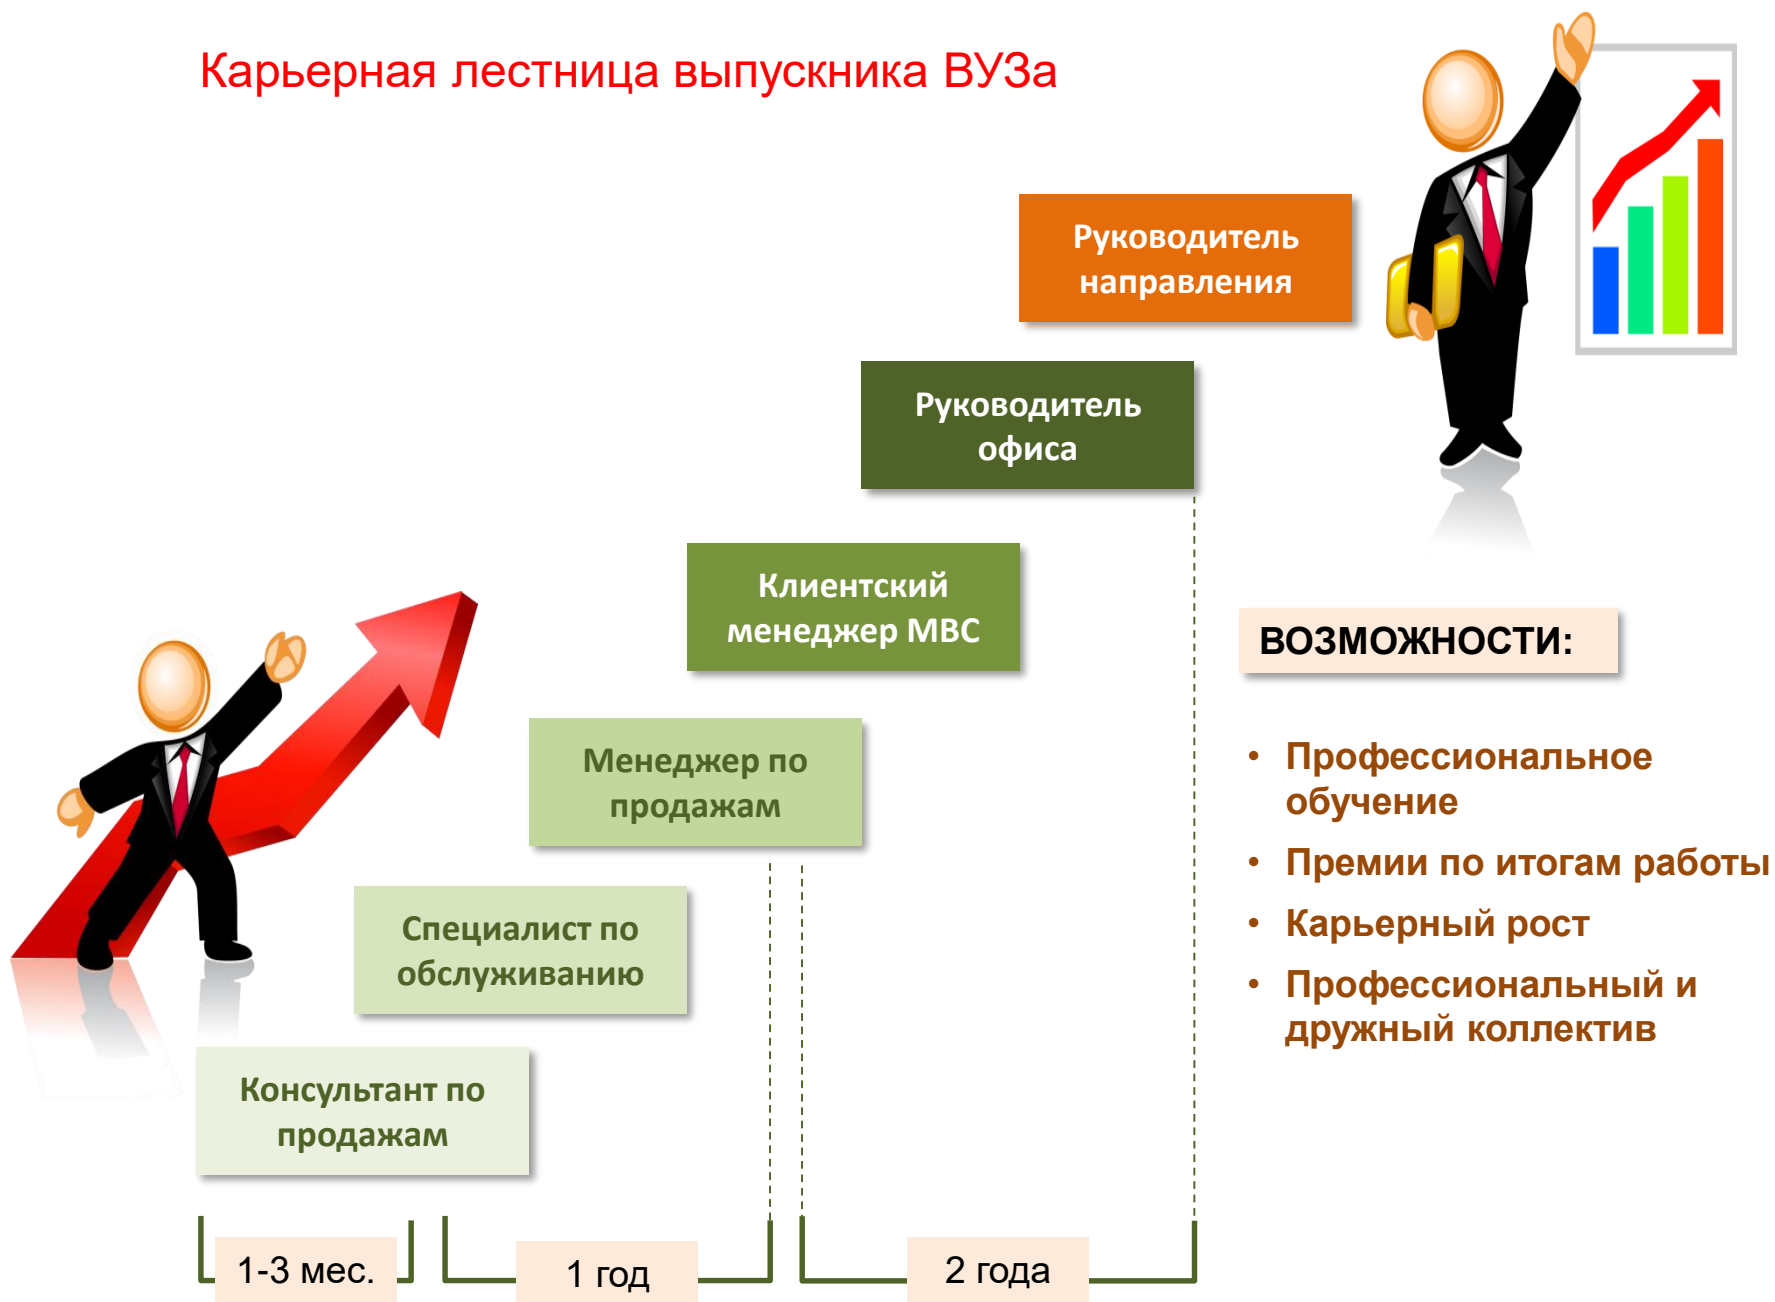 Карьерная лестница выпускника ВУЗа
Руководитель
направления
Руководитель
офиса
Клиентский
менеджер МВС
Менеджер по
продажам
Специалист по
обслуживанию
Консультант по
продажам
1-3 мес.
1 год
2 года
ВОЗМОЖНОСТИ:
• Профессиональное
обучение
• Премии по итогам работы
• Карьерный рост
• Профессиональный и
дружный коллектив